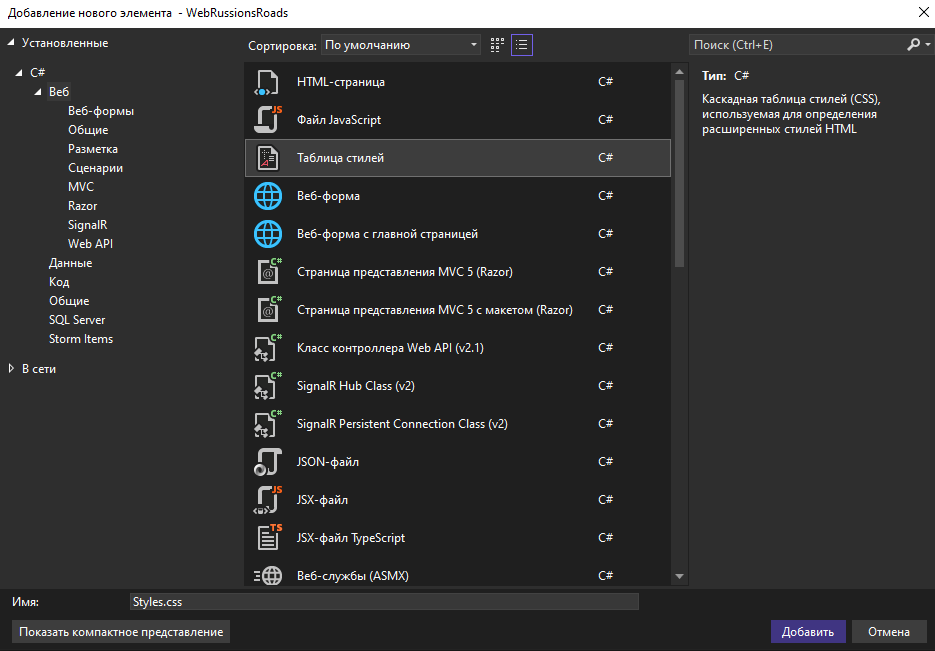 Добавление нового элемента - WebRussionsRoads
Установленные
C#
Веб
Веб-формы
Общие
Разметка
Сценарии
MVC
Razor
SignalR
Web API
Данные
Код
Общие
SQL Server
Storm Items
В сети
Сортировка: По умолчанию
HTML-страница C#
Файл JavaScript C#
Таблица стилей C#
Веб-форма C#
Веб-форма с главной страницей C#
Страница представления MVC 5 (Razor) C#
Страница представления MVC 5 с макетом (Razor) C#
Класс контроллера Web API (v2.1) C#
SignalR Hub Class (v2) C#
SignalR Persistent Connection Class (v2) C#
JSON-файл C#
JSX-файл C#
JSX-файл TypeScript C#
Веб-службы (ASMX) C#
Поиск (Ctrl+E)
Тип: C#
Каскадная таблица стилей (CSS),
используемая для определения
расширенных стилей HTML
Имя: Styles.css
Показать компактное представление
Добавить Отмена